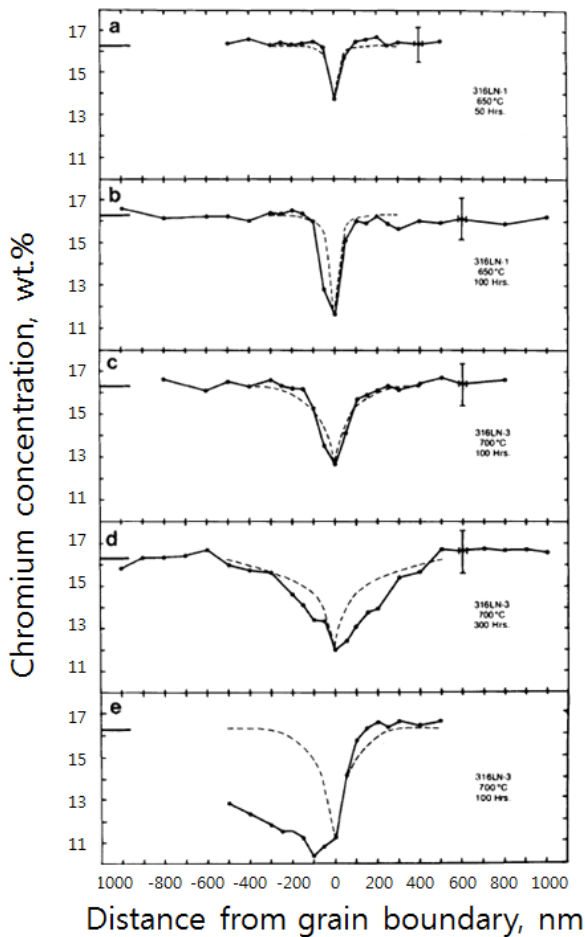 Chromium concentration, wt.%
a
17
15
13
11
316LN-1
650°C
50 Hrs.
b
17
15
13
11
316LN-1
650°C
100 Hrs.
c
17
15
13
11
316LN-3
700°C
100 Hrs.
d
17
15
13
11
316LN-3
700°C
300 Hrs.
e
17
15
13
11
316LN-3
700°C
100 Hrs.
1000 -800 -600 -400 -200 0 200 400 600 800 1000
Distance from grain boundary, nm